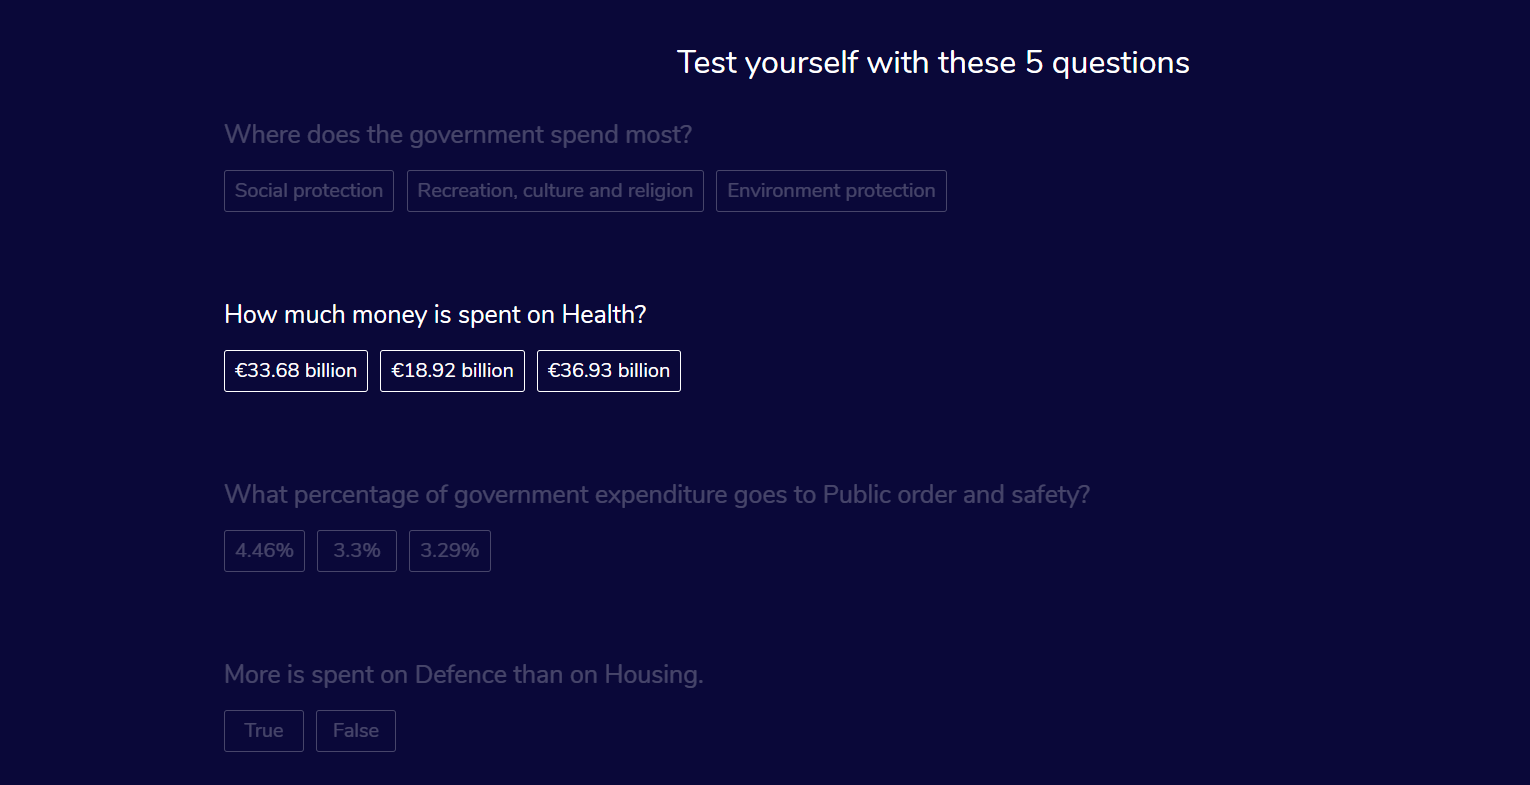 Test yourself with these 5 questions
Where does the government spend most?
Social protection Recreation, culture and religion Environment protection
How much money is spent on Health?
€33.68 billion €18.92 billion €36.93 billion
What percentage of government expenditure goes to Public order and safety?
4.46% 3.3% 3.29%
More is spent on Defence than on Housing.
True False